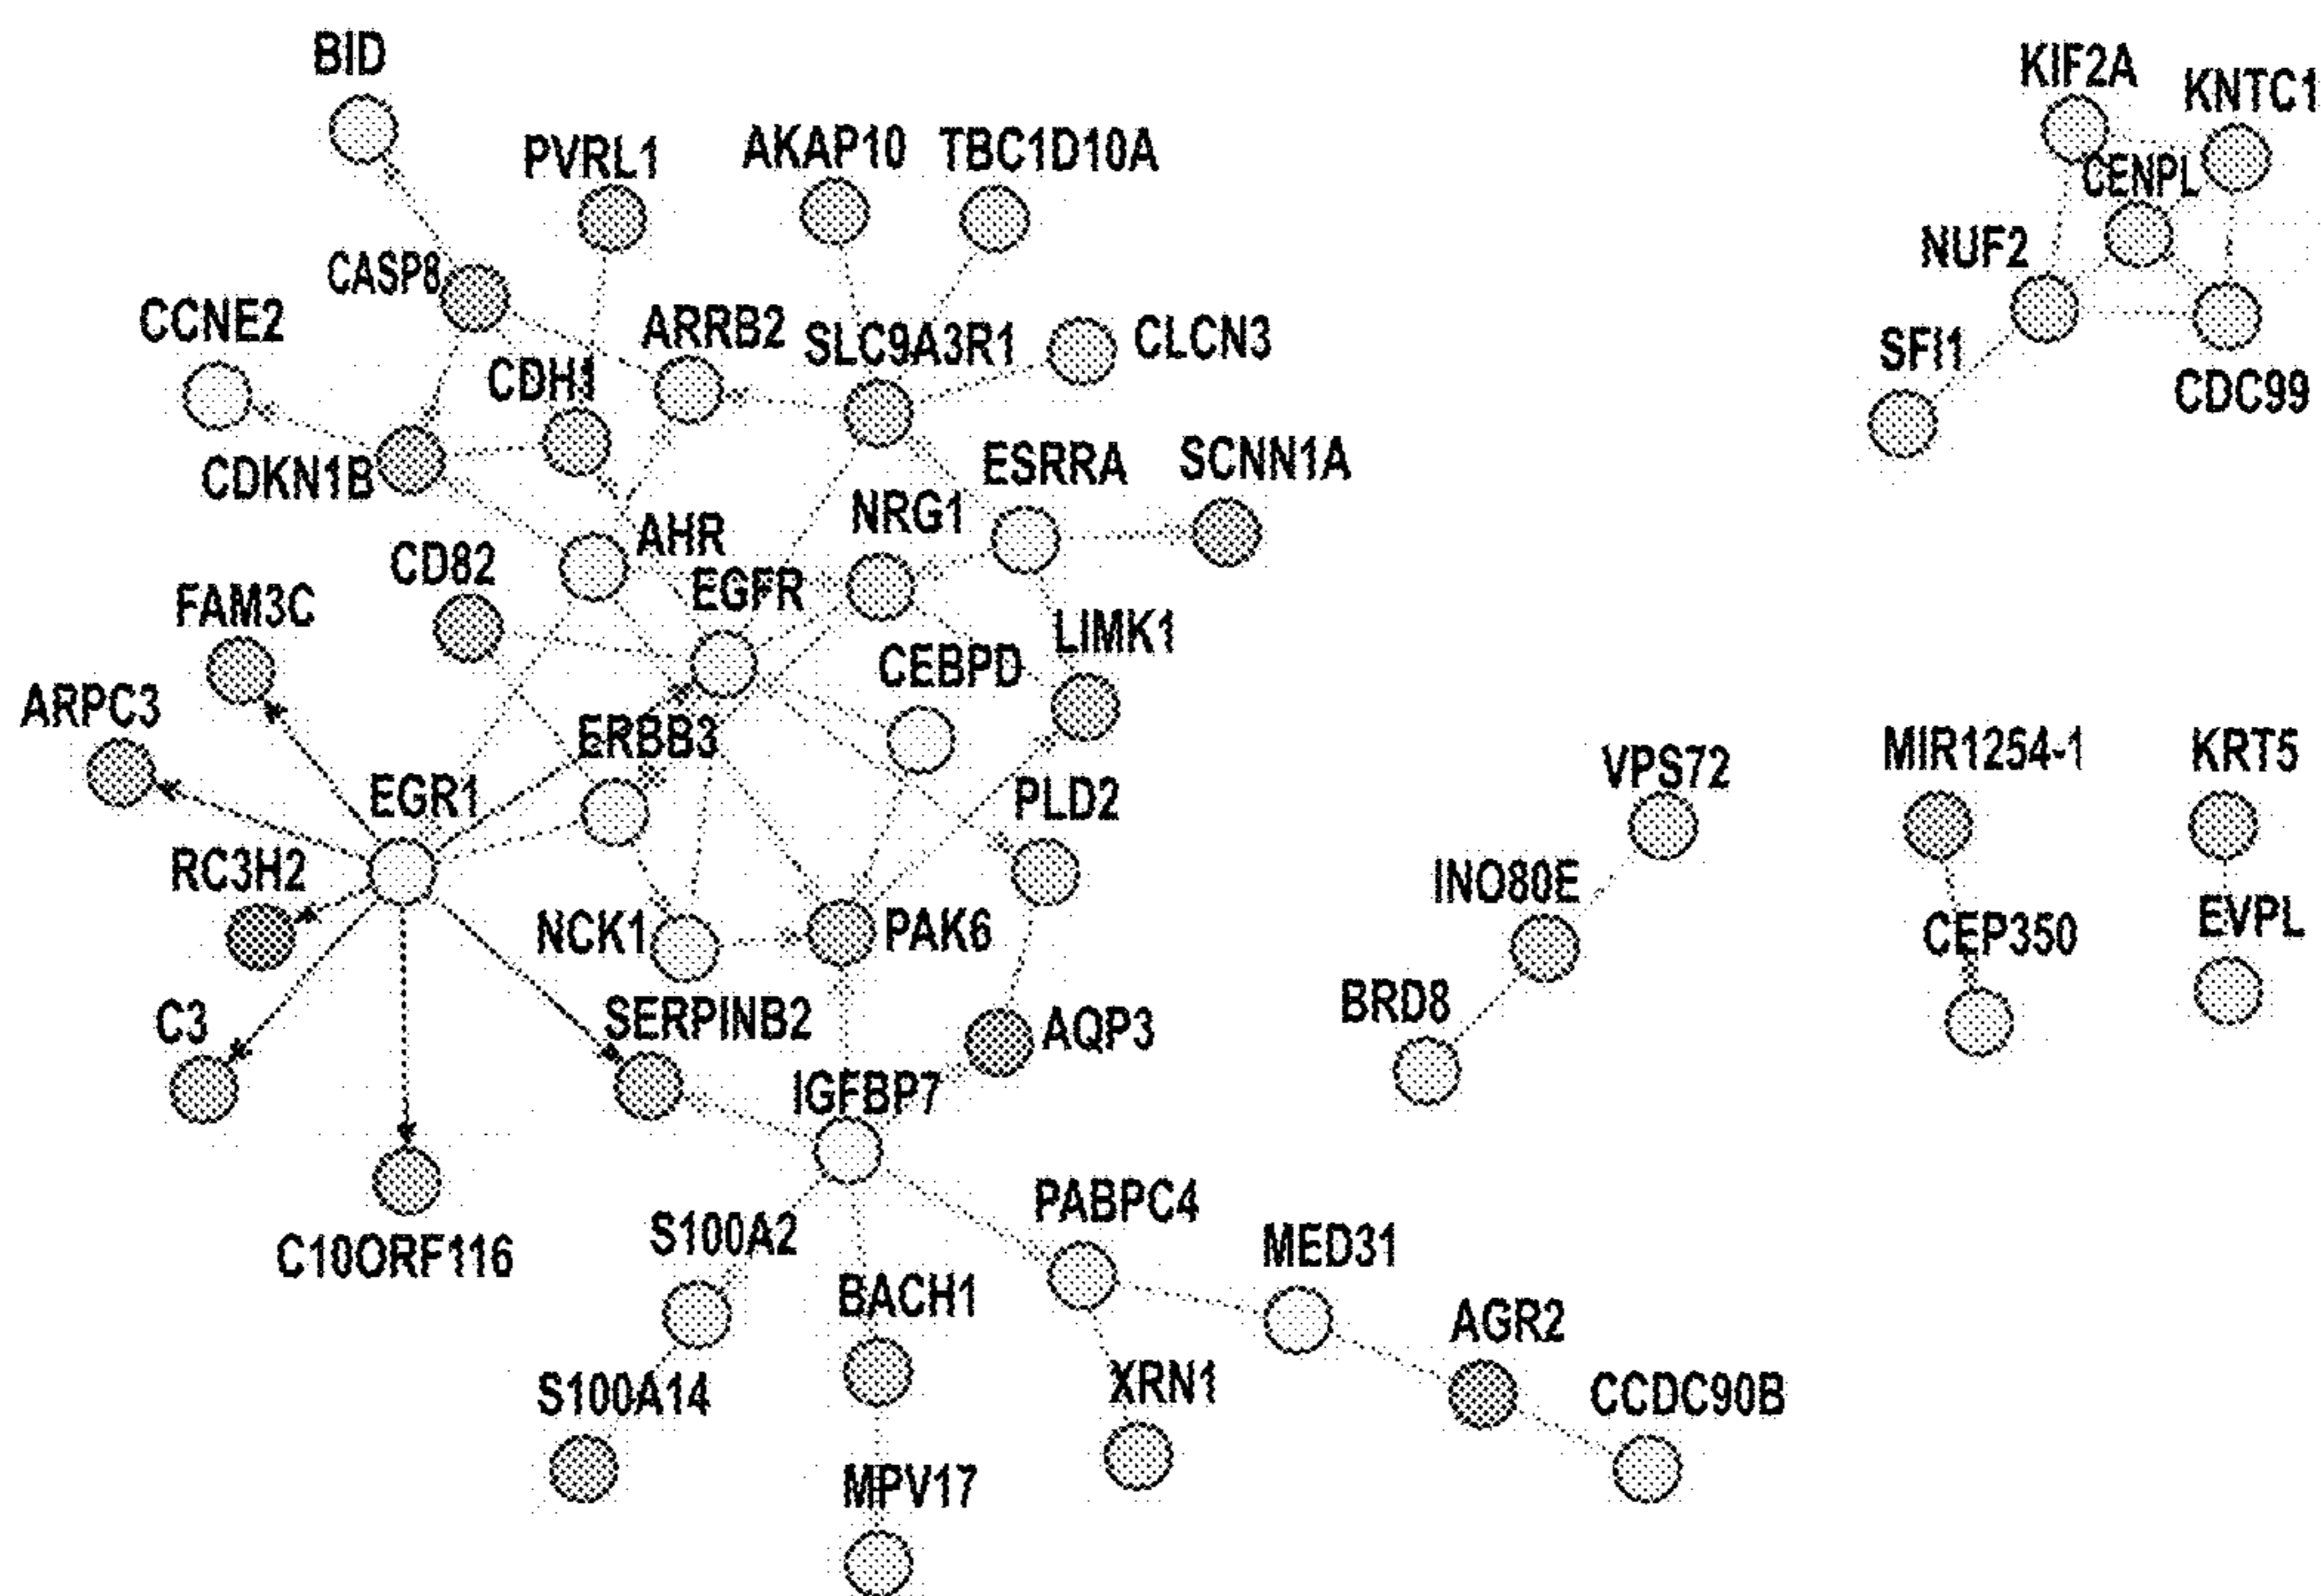 BID
KIF2A
KNTC1
PVRL1
AKAP10
TBC1D10A
CENPL
CASP8
NUF2
CCNE2
ARRB2
SLC9A3R1
CLCN3
SFI1
CDH1
CDC99
CDKN1B
ESRRA
SCNN1A
NRG1
AHR
CD82
EGFR
FAM3C
LIMK1
CEBPD
ARPC3
ERBB3
VPS72
MIR1254-1
KRT5
EGR1
PLD2
RC3H2
INO80E
NCK1
PAK6
CEP350
EVPL
BRD8
C3
SERPINB2
AQP3
IGFBP7
PABPC4
S100A2
MED31
C10ORF116
BACH1
AGR2
S100A14
XRN1
CCDC90B
MPV17